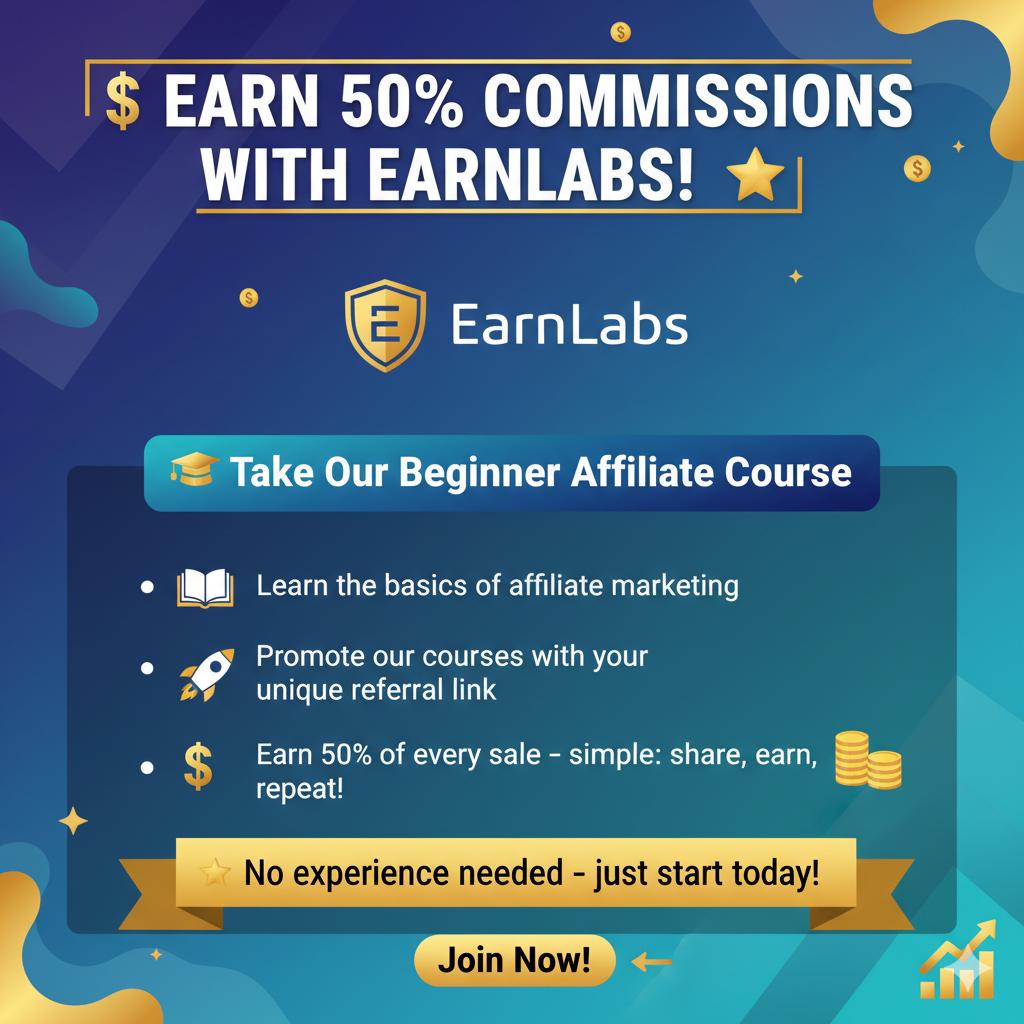 $ EARN 50% COMMISSIONS
WITH EARNLABS!
E EarnLabs
Take Our Beginner Affiliate Course
• Learn the basics of affiliate marketing
• Promote our courses with your
unique referral link
• $ Earn 50% of every sale – simple: share, earn,
repeat!
No experience needed – just start today!
Join Now!